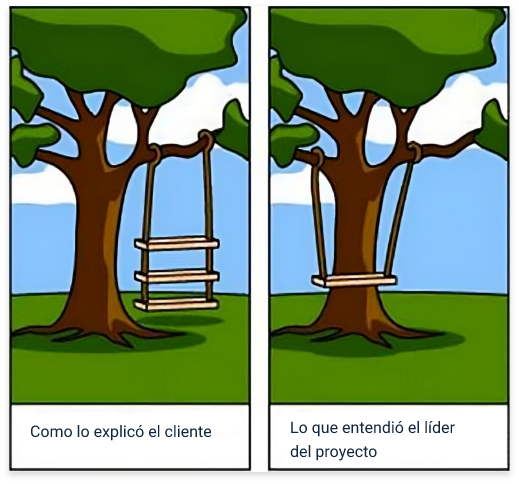 Como lo explicó el cliente
Lo que entendió el líder
del proyecto